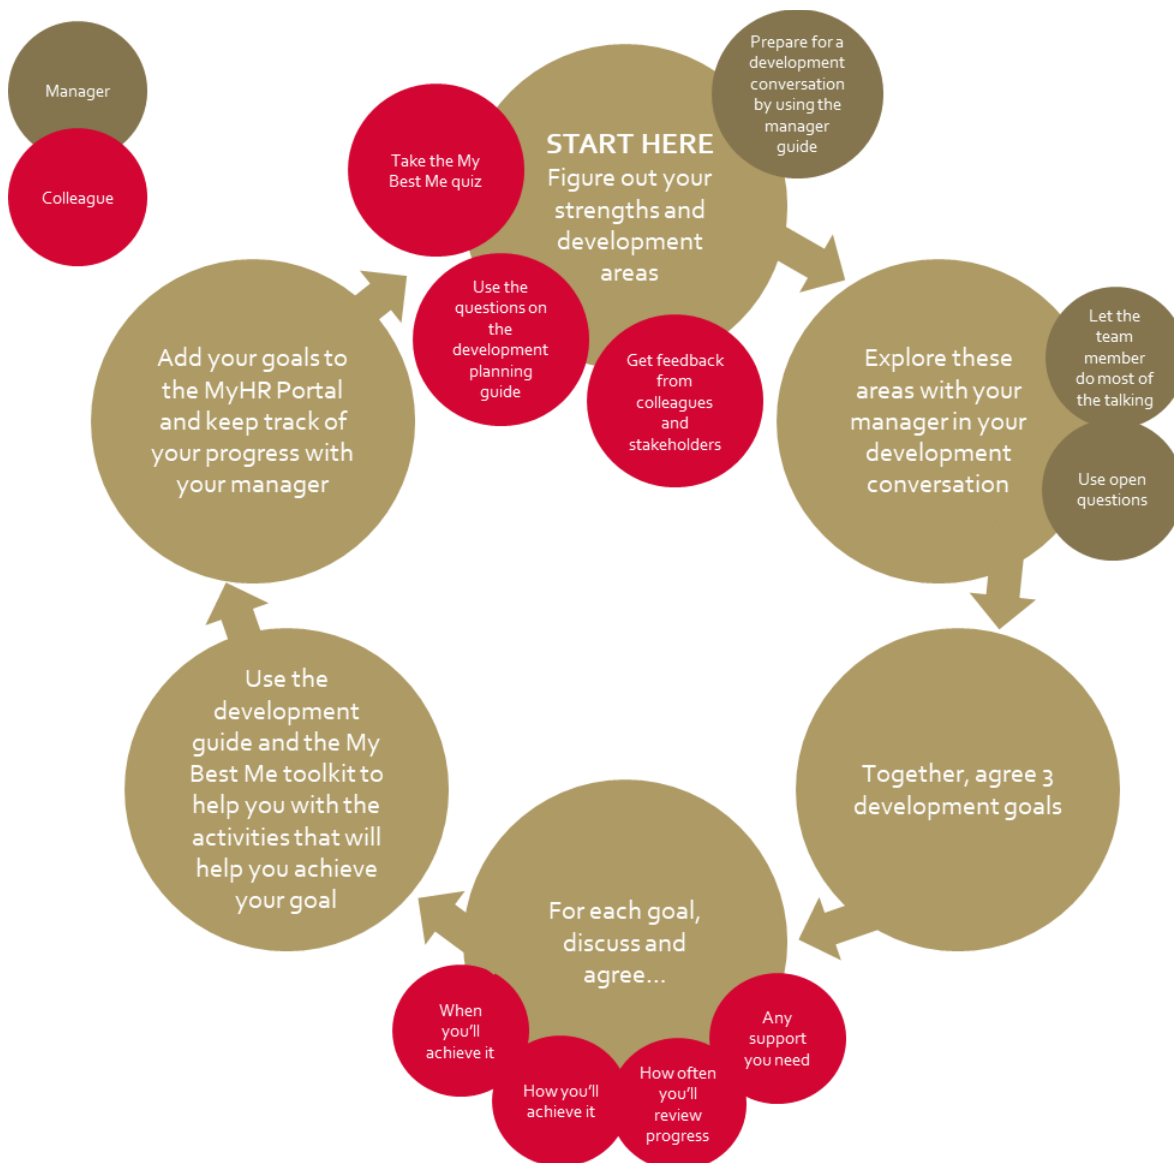 Manager
Colleague
START HERE
Figure out your
strengths and
development
areas
Prepare for a
development
conversation
by using the
manager
guide
Take the My
Best Me quiz
Use the
questions on
the
development
planning
guide
Get feedback
from
colleagues
and
stakeholders
Explore these
areas with your
manager in your
development
conversation
Let the
team
member
do most of
the talking
Use open
questions
Together, agree 3
development goals
For each goal,
discuss and
agree...
When
you'll
achieve it
How you'll
achieve it
How often
you'll
review
progress
Any
support
you need
Use the
development
guide and the My
Best Me toolkit to
help you with the
activities that will
help you achieve
your goal
Add your goals to
the MyHR Portal
and keep track of
your progress with
your manager